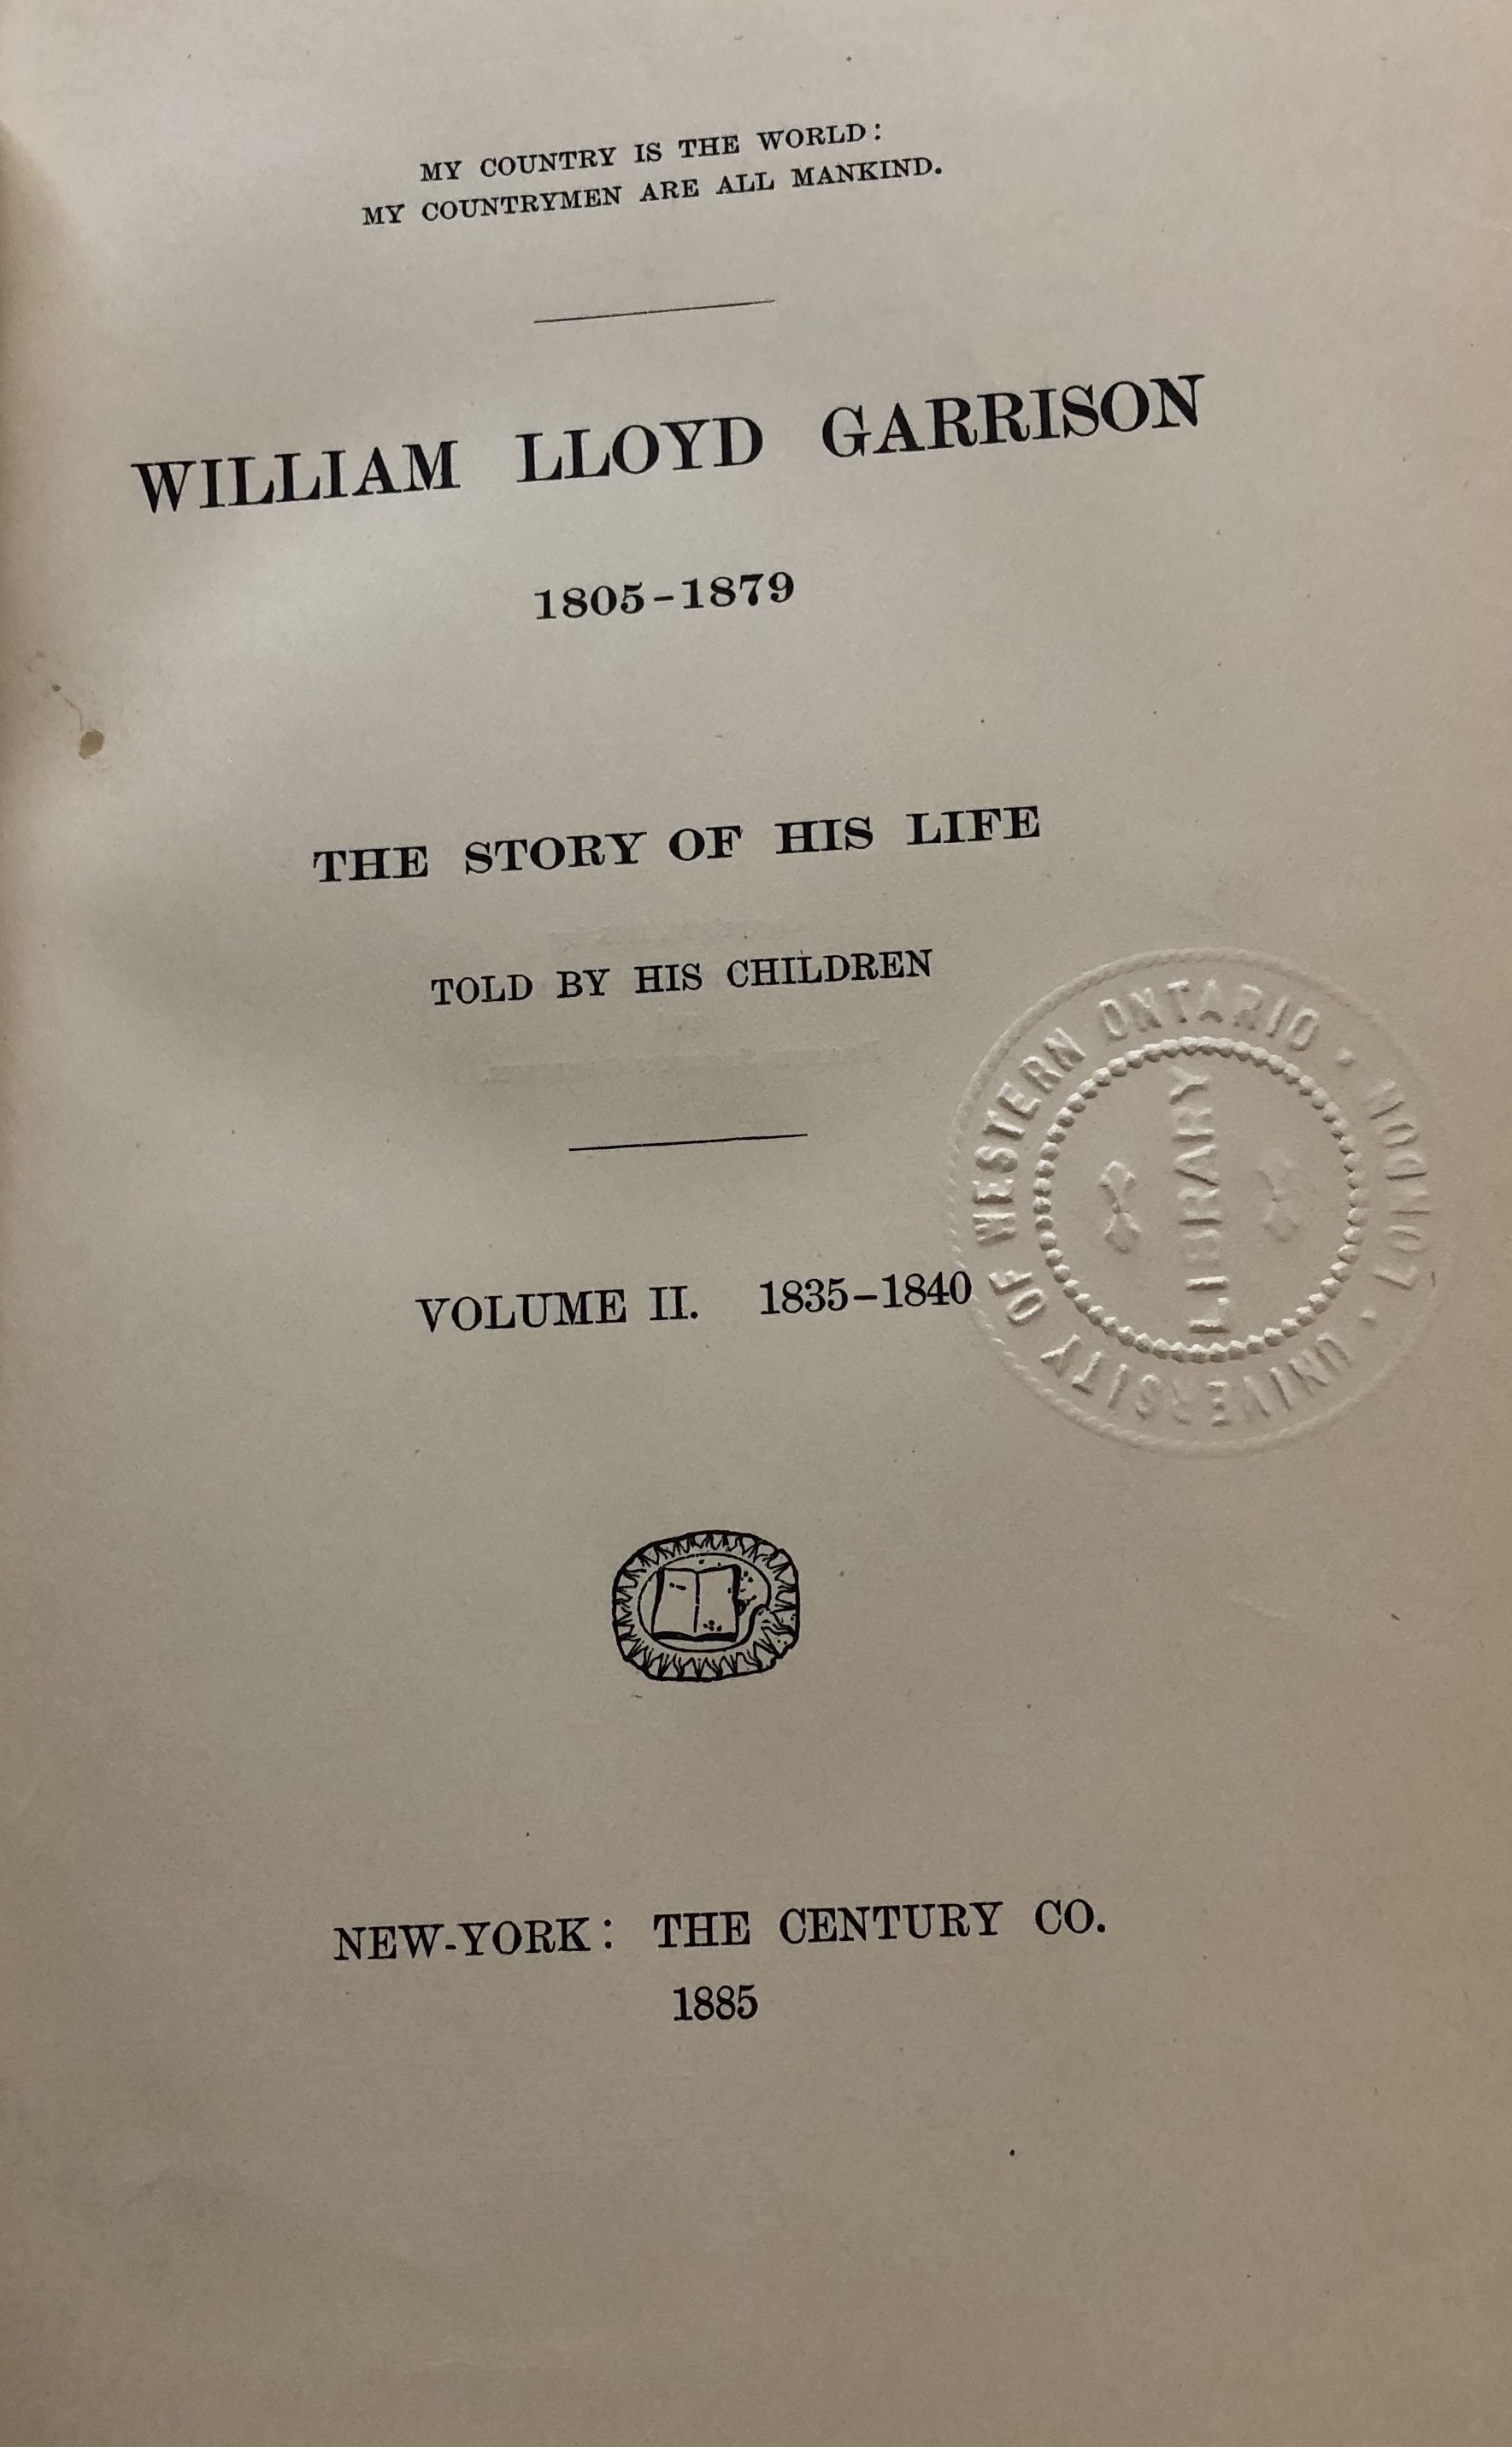 MY COUNTRY IS THE WORLD:
MY COUNTRYMEN ARE ALL MANKIND.
WILLIAM LLOYD GARRISON
1805-1879
THE STORY OF HIS LIFE
TOLD BY HIS CHILDREN
VOLUME II. 1835-1840
UNIVERSITY OF WESTERN ONTARIO · LONDON ·
LIBRARY
NEW-YORK: THE CENTURY CO.
1885